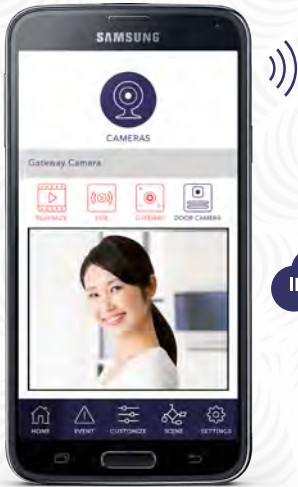 SAMSUNG
CAMERAS
Gateway Camera
PLAYBACK LIVE GATEWAY DOOR CAMERA
HOME EVENT CUSTOMIZE SCENE SETTINGS